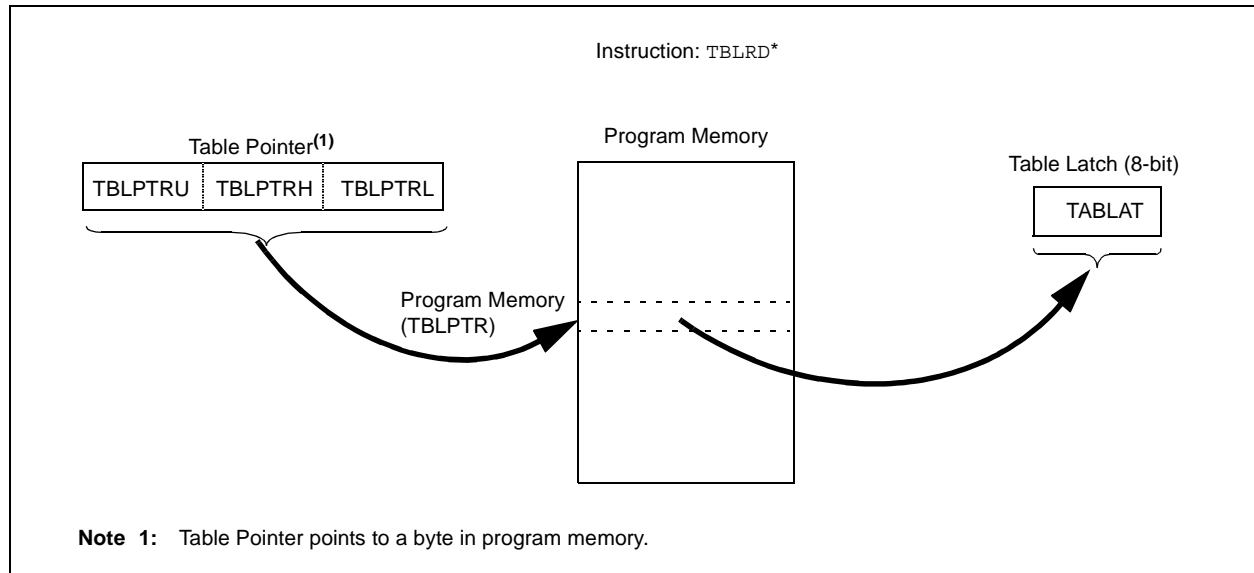 Instruction: TBLRD*
Table Pointer(1)
TBLPTRU TBLPTRH TBLPTRL
Program Memory
Table Latch (8-bit)
TABLAT
Program Memory
(TBLPTR)
Note 1: Table Pointer points to a byte in program memory.